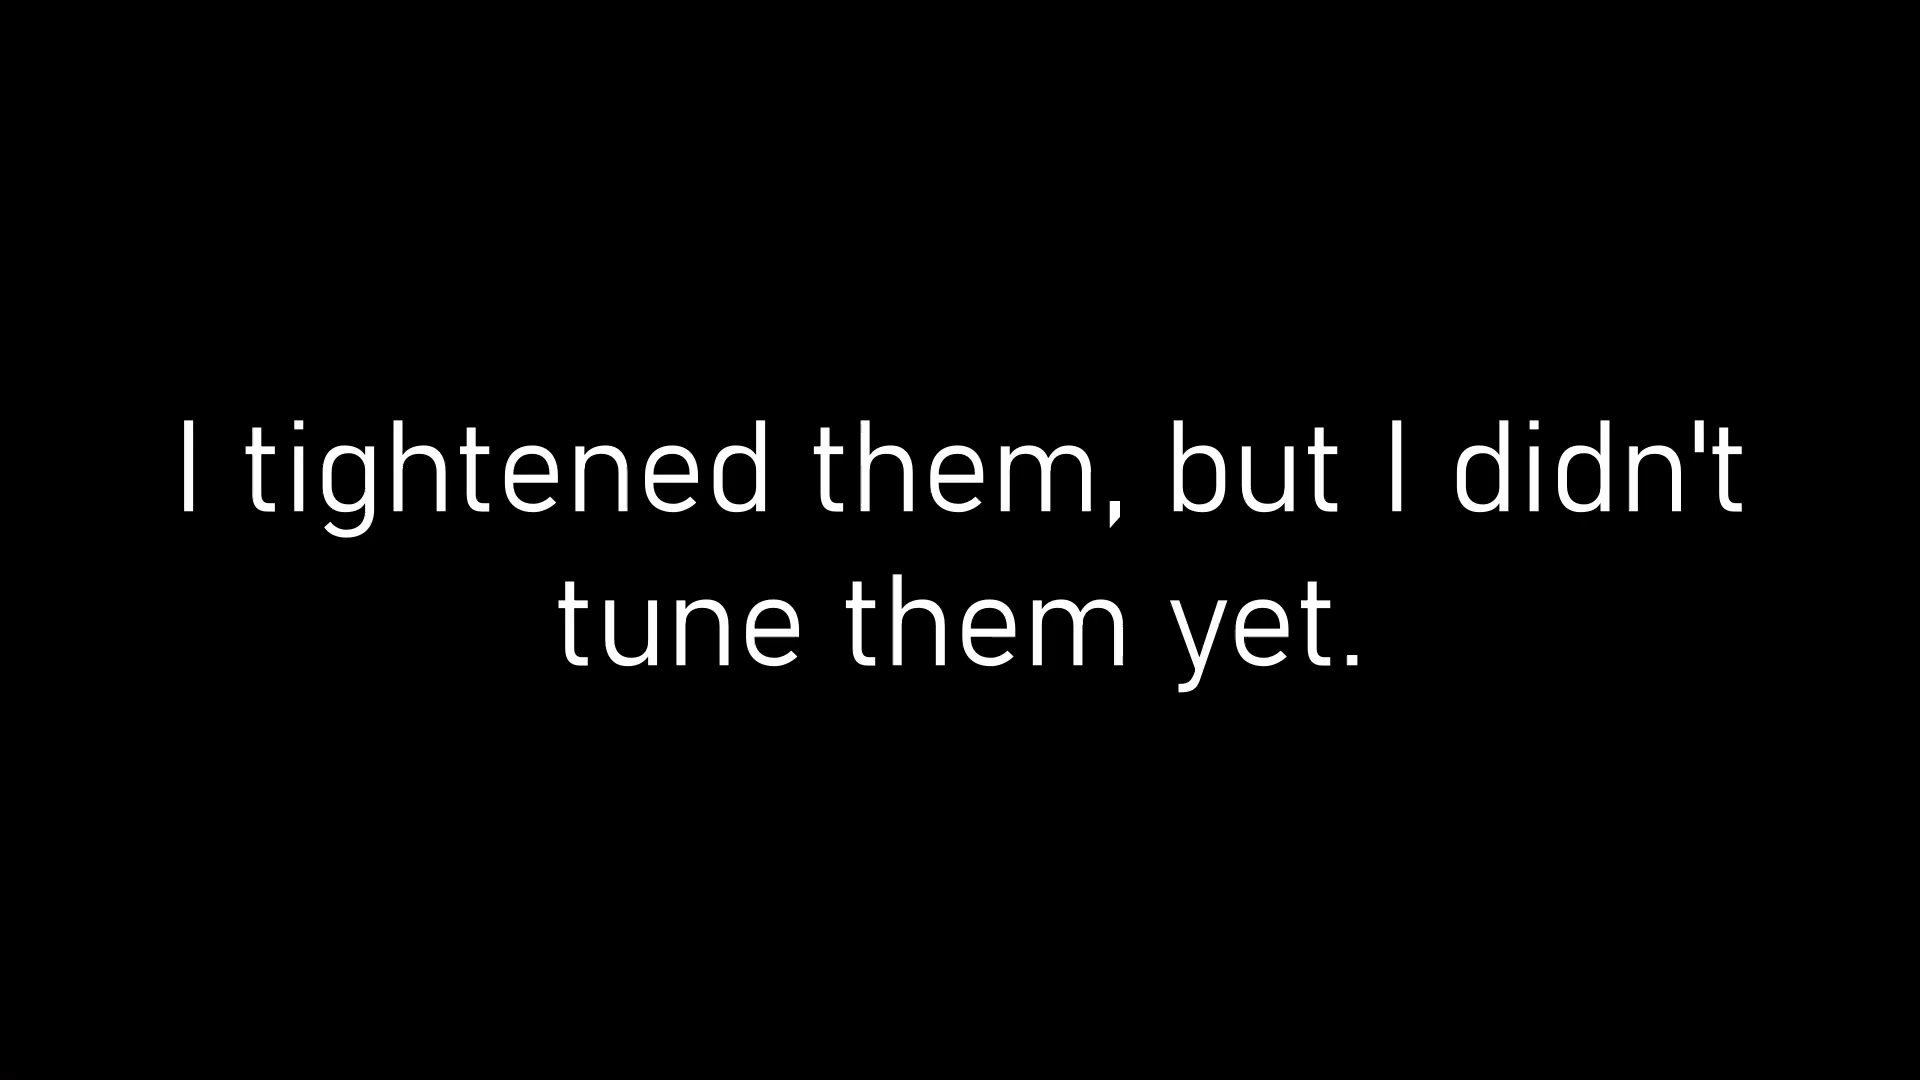 I tightened them, but I didn't
tune them yet.